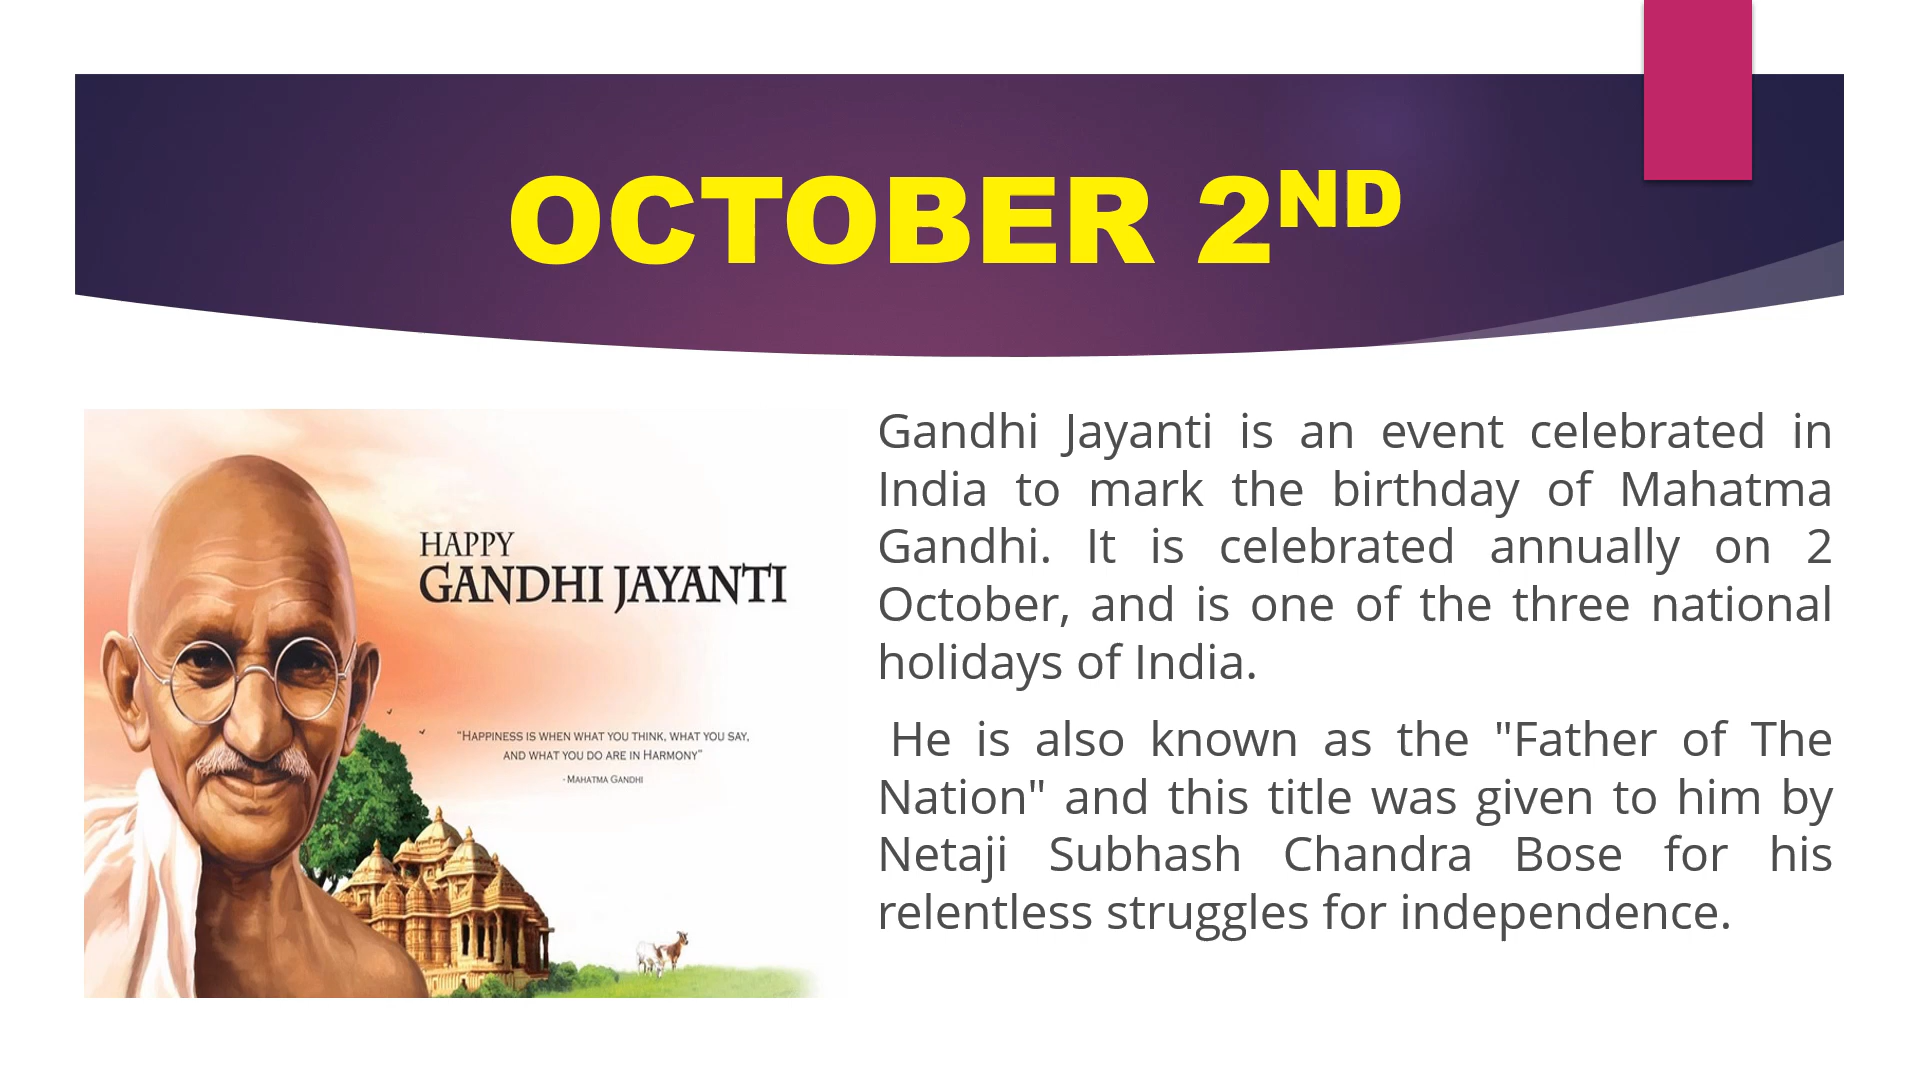 OCTOBER 2ND
HAPPY
GANDHI JAYANTI
"HAPPINESS IS WHEN WHAT YOU THINK, WHAT YOU SAY,
AND WHAT YOU DO ARE IN HARMONY"
- MAHATMA GANDHI
Gandhi Jayanti is an event celebrated in
India to mark the birthday of Mahatma
Gandhi. It is celebrated annually on 2
October, and is one of the three national
holidays of India.
He is also known as the "Father of The
Nation" and this title was given to him by
Netaji Subhash Chandra Bose for his
relentless struggles for independence.